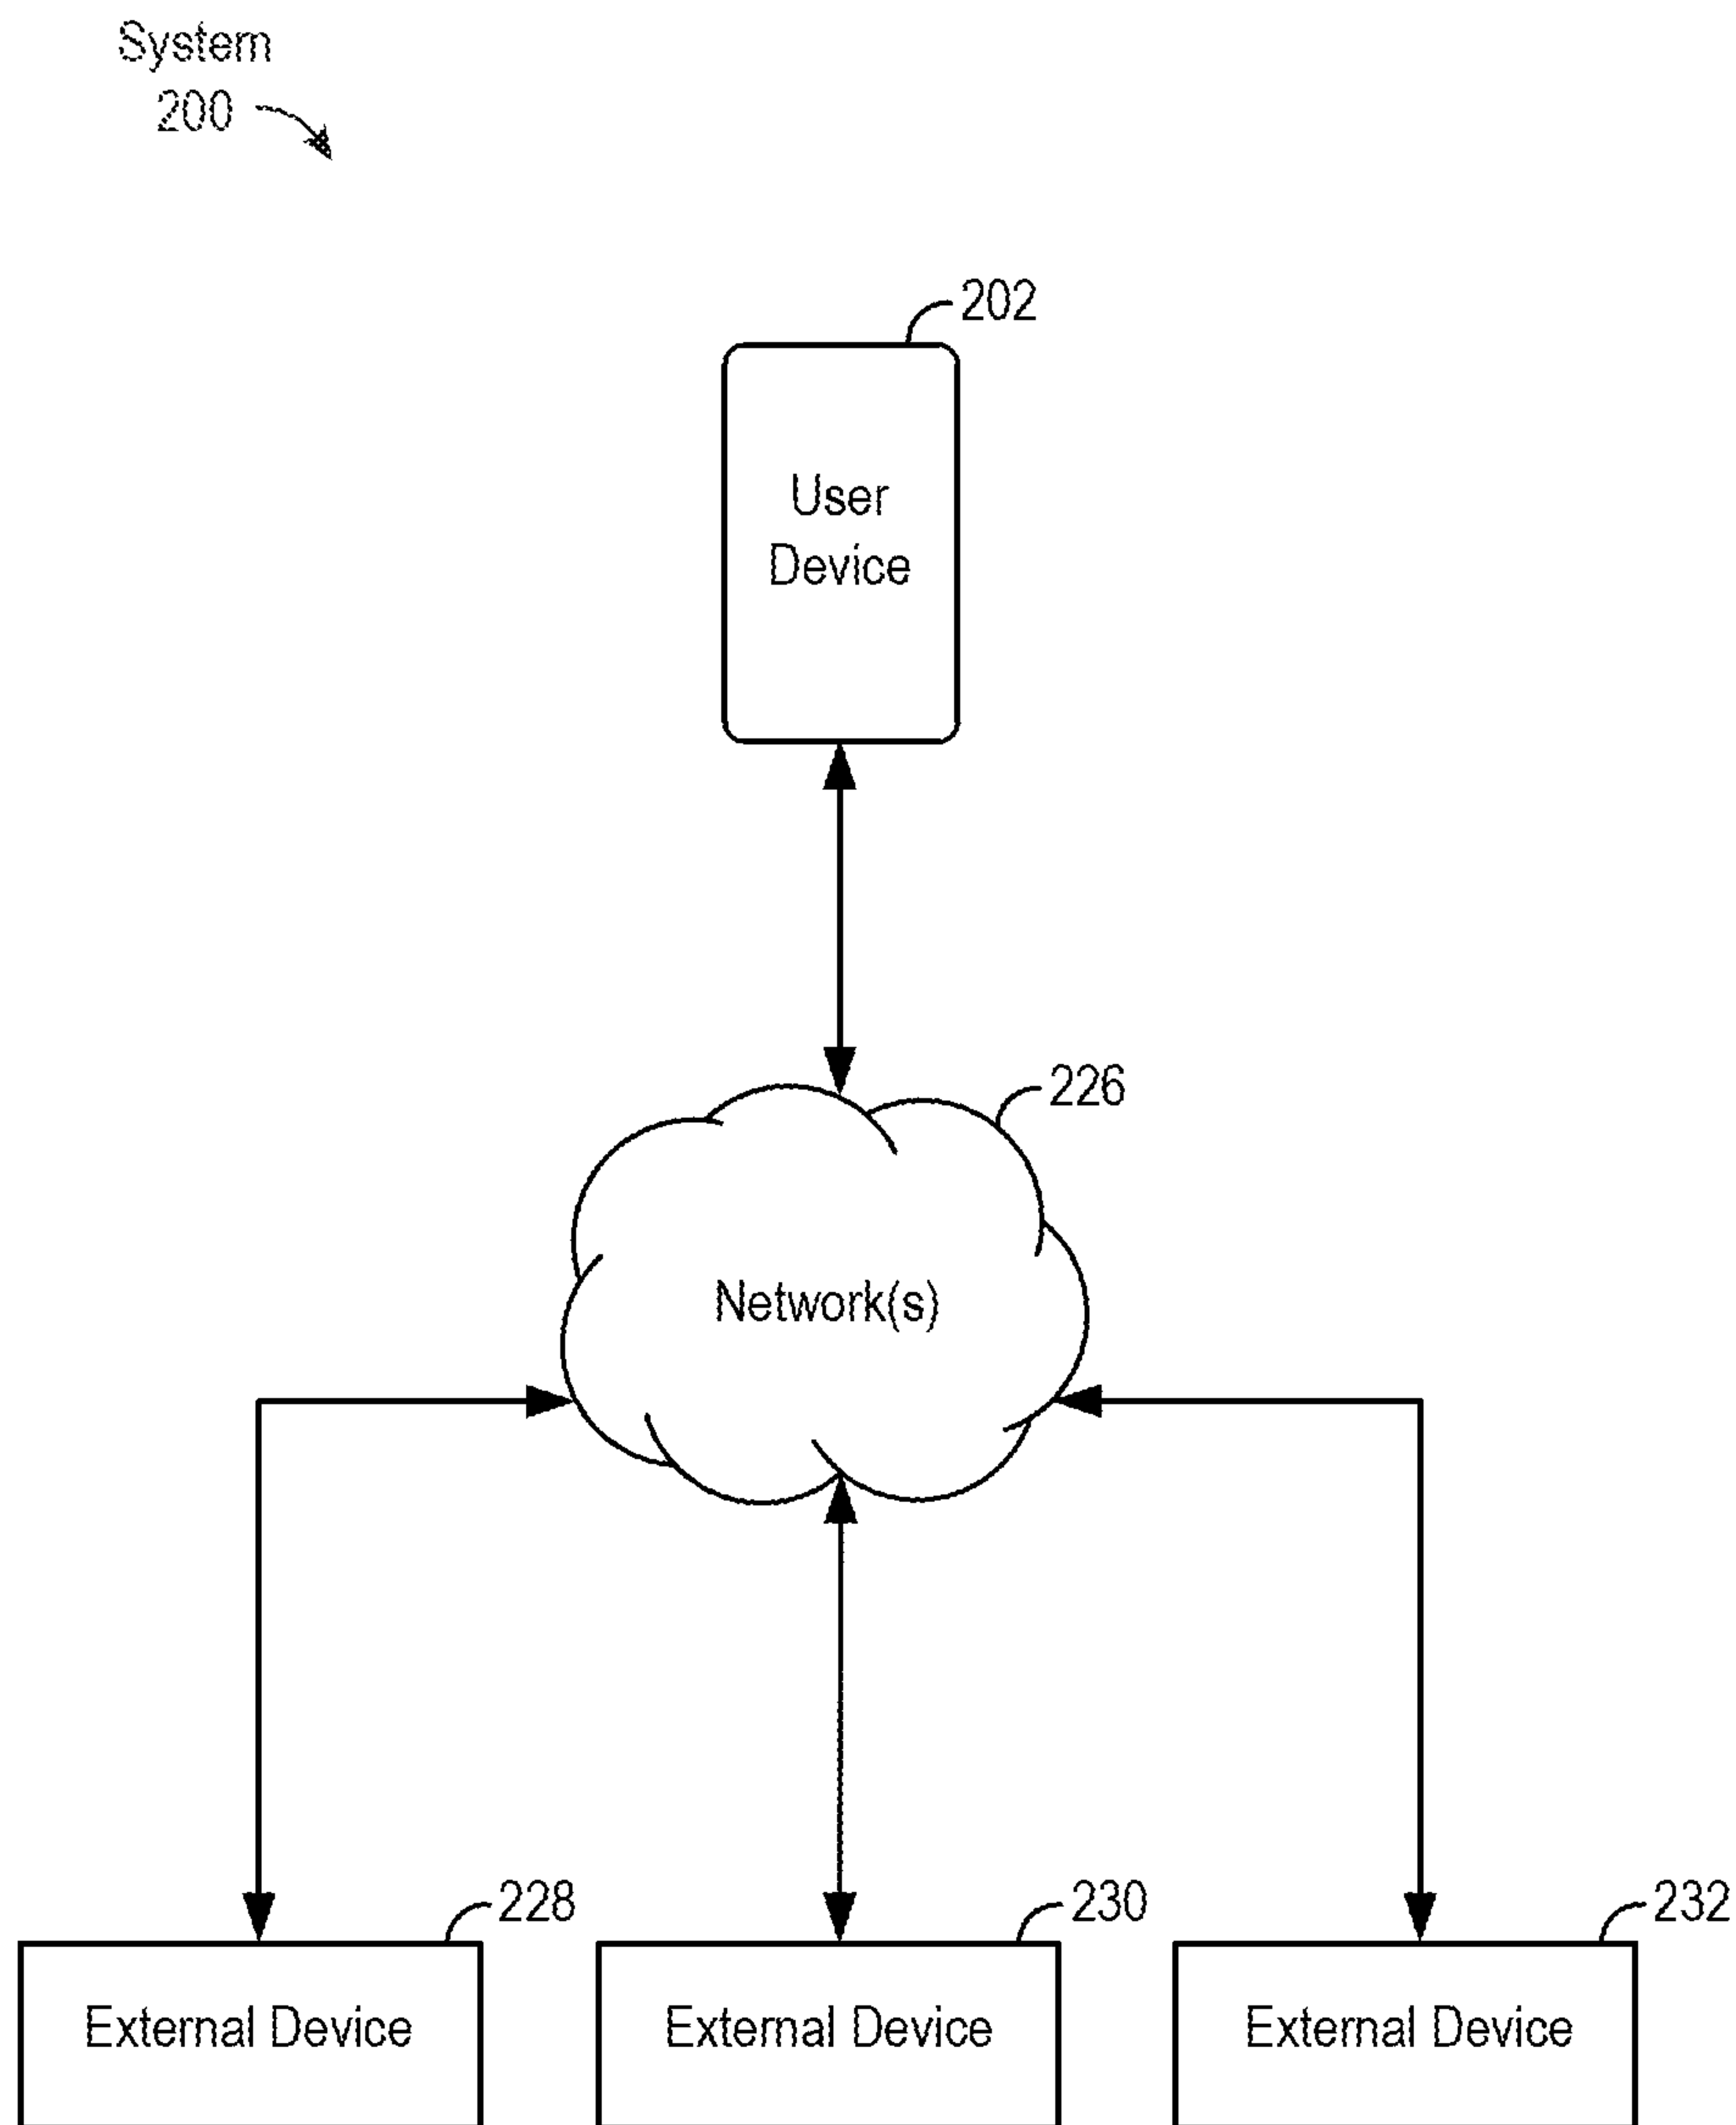 System
200
202
User
Device
226
Network(s)
228
230
232
External Device
External Device
External Device